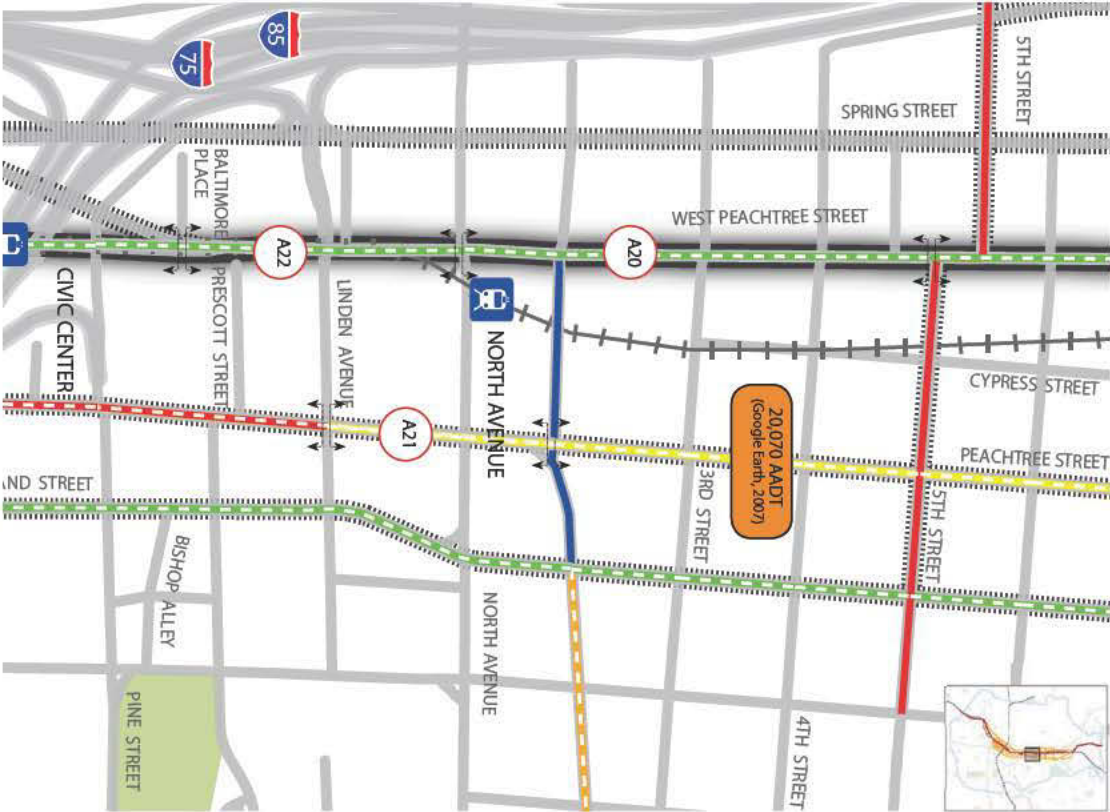 85
75
5TH STREET
SPRING STREET
BALTIMORE
PLACE
WEST PEACHTREE STREET
A22
A20
CIVIC CENTER
PRESCOTT STREET
LINDEN AVENUE
NORTH AVENUE
CYPRESS STREET
20,070 AADT
(Google Earth, 2007)
A21
PEACHTREE STREET
3RD STREET
5TH STREET
ND STREET
BISHOP ALLEY
NORTH AVENUE
PINE STREET
4TH STREET